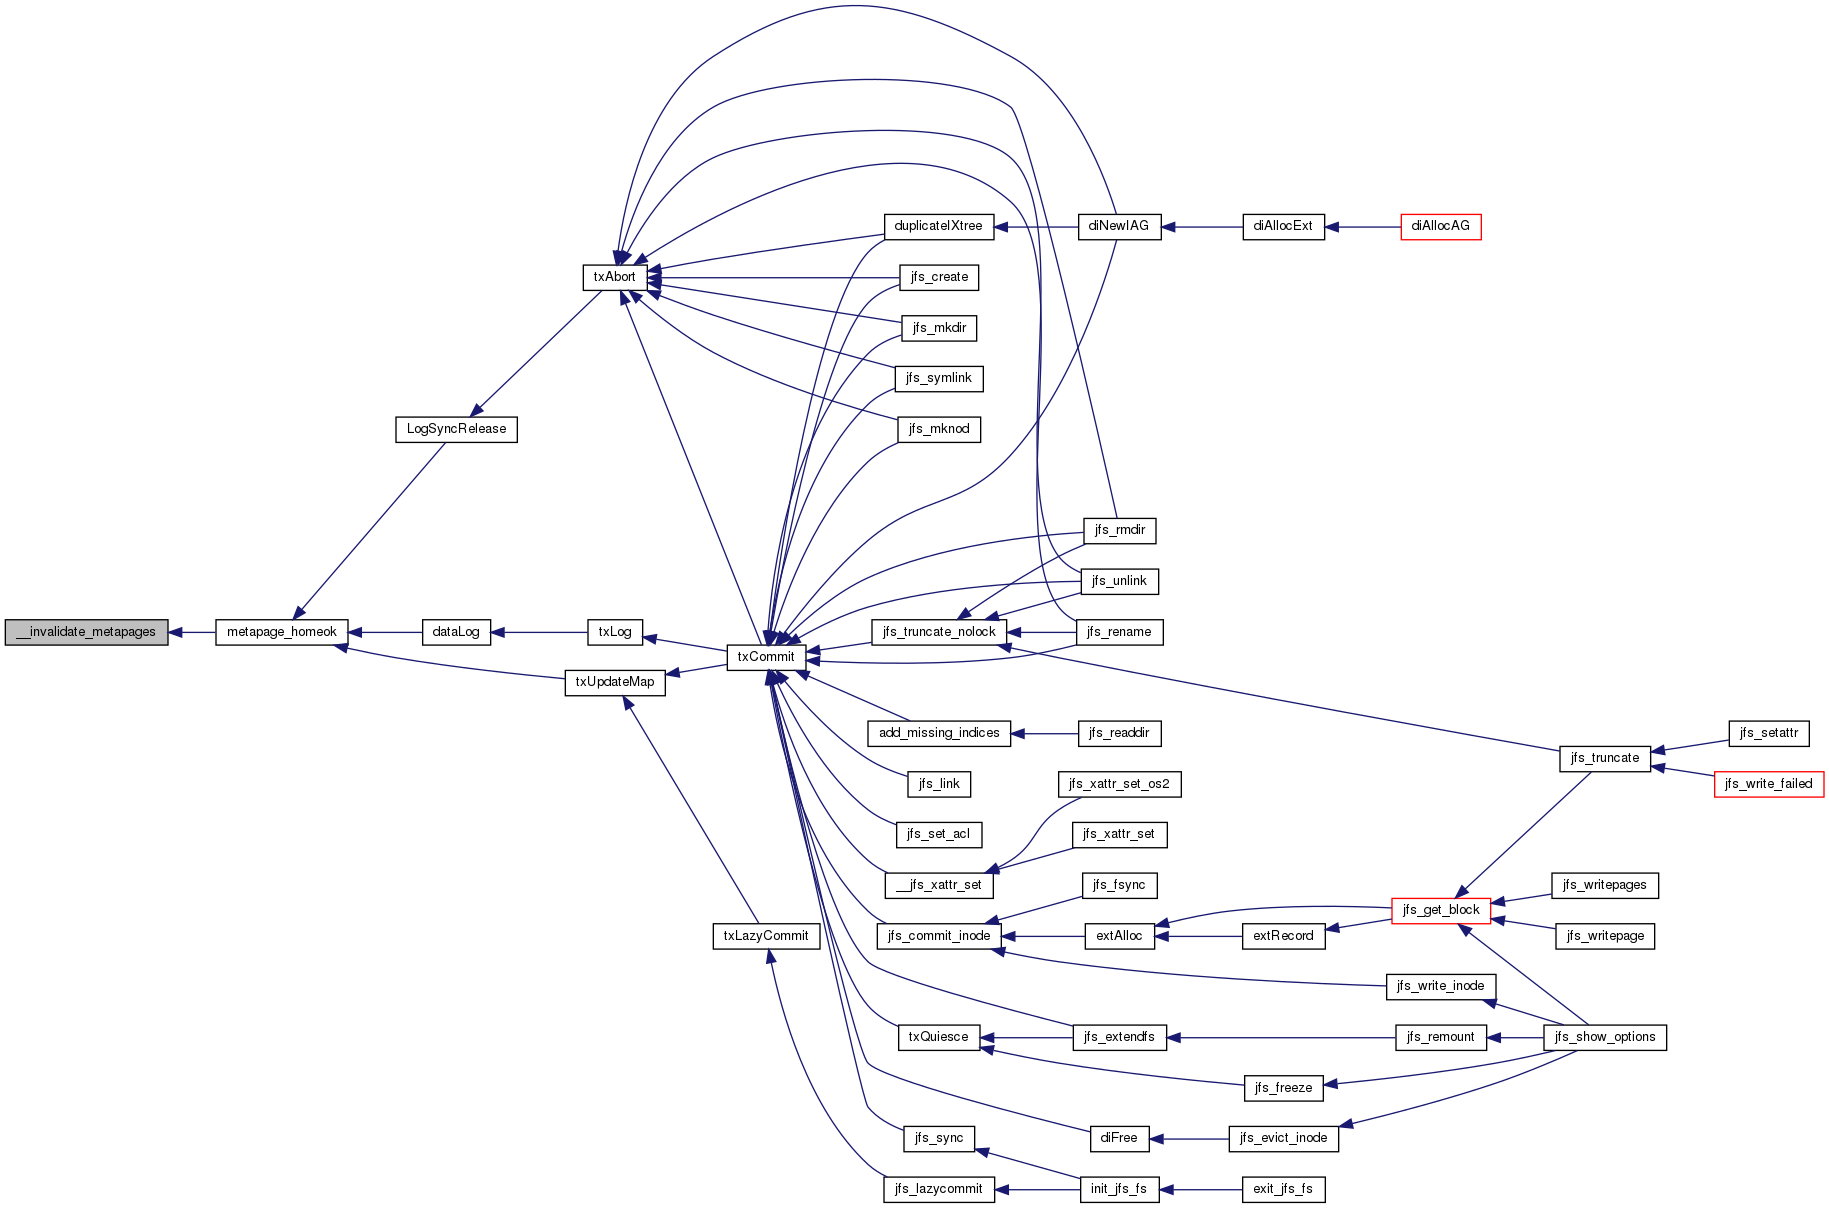 duplicateIXtree
diNewIAG
diAllocExt
diAllocAG
txAbort
jfs_create
jfs_mkdir
jfs_symlink
LogSyncRelease
jfs_mknod
jfs_rmdir
jfs_unlink
__invalidate_metapages
metapage_homeok
dataLog
txLog
jfs_truncate_nolock
jfs_rename
txCommit
txUpdateMap
add_missing_indices
jfs_readdir
jfs_setattr
jfs_truncate
jfs_link
jfs_xattr_set_os2
jfs_write_failed
jfs_set_acl
jfs_xattr_set
__jfs_xattr_set
jfs_fsync
jfs_writepages
jfs_get_block
txLazyCommit
jfs_commit_inode
extAlloc
extRecord
jfs_writepage
jfs_write_inode
txQuiesce
jfs_extendfs
jfs_remount
jfs_show_options
jfs_freeze
jfs_sync
diFree
jfs_evict_inode
jfs_lazycommit
init_jfs_fs
exit_jfs_fs